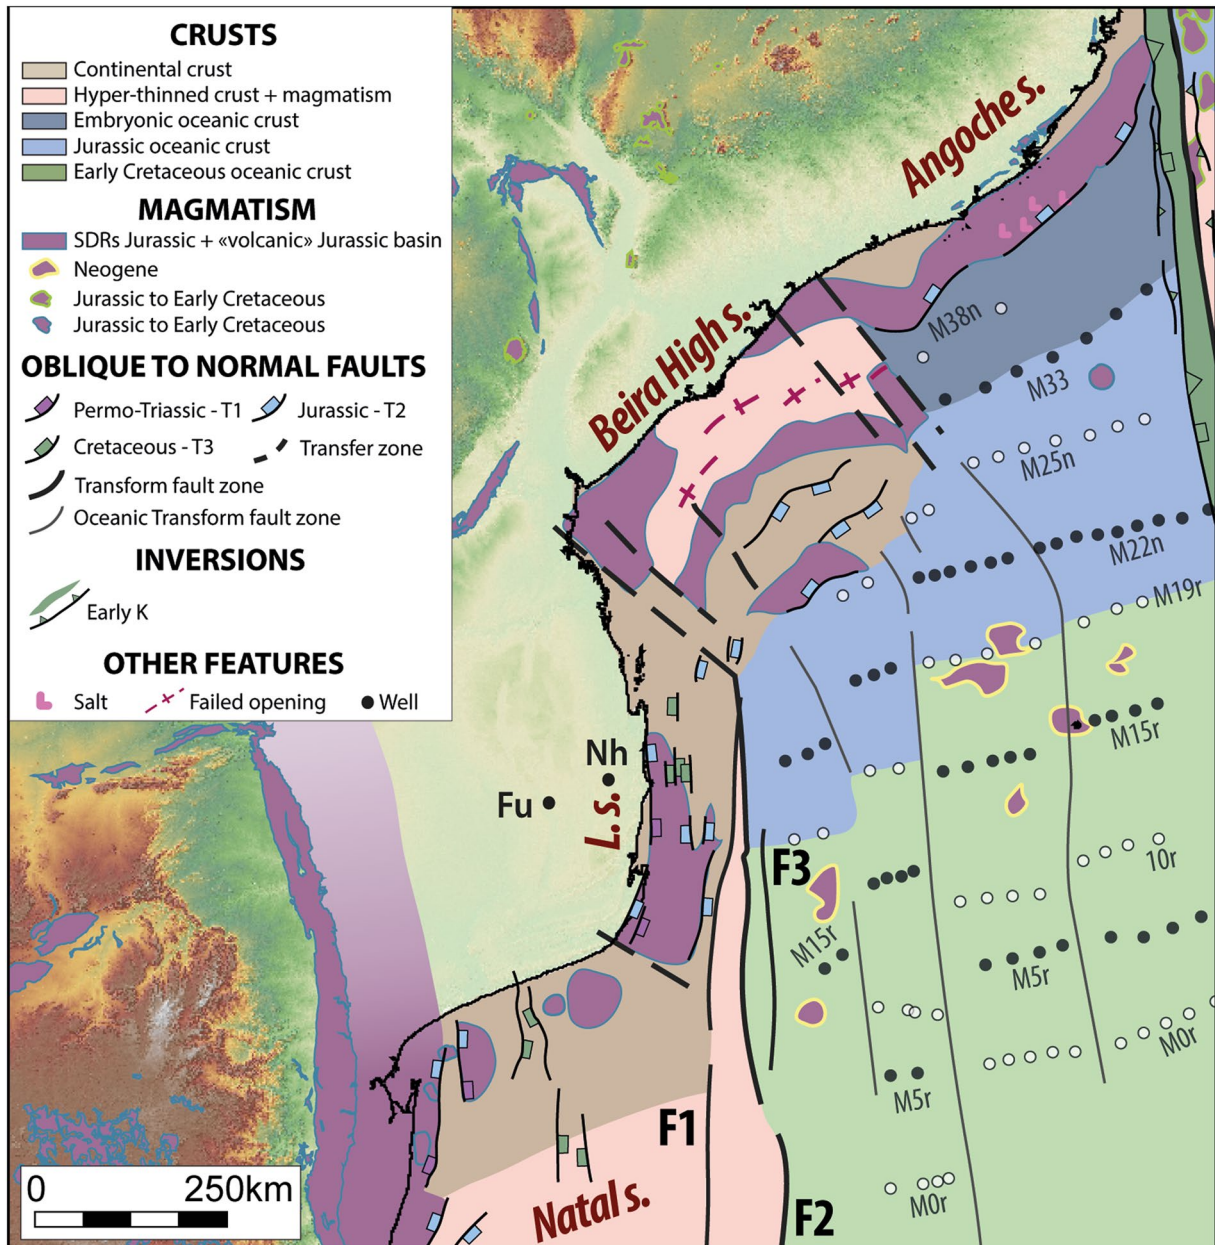 CRUSTS
Continental crust
Hyper-thinned crust + magmatism
Embryonic oceanic crust
Jurassic oceanic crust
Early Cretaceous oceanic crust
MAGMATISM
SDRs Jurassic + «volcanic» Jurassic basin
Neogene
Jurassic to Early Cretaceous
Jurassic to Early Cretaceous
OBLIQUE TO NORMAL FAULTS
Permo-Triassic - T1
Jurassic - T2
Cretaceous - T3
Transfer zone
Transform fault zone
Oceanic Transform fault zone
INVERSIONS
Early K
OTHER FEATURES
Salt
Failed opening
Well
Angoche s.
Beira High s.
M38n
M33
M25n
M22n
M19r
M15r
Nh
Fu
L. s.
F3
10r
M15r
M5r
M0r
M5r
F1
M0r
Natal s.
F2
0 250km